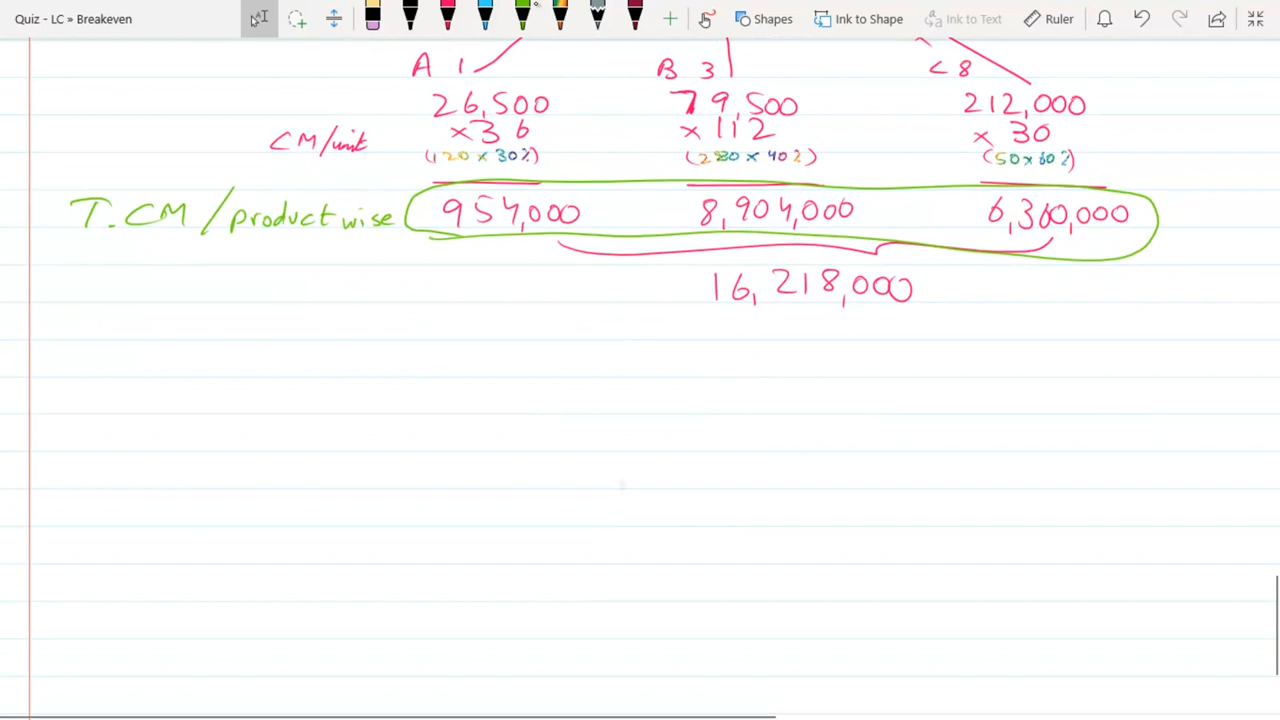 Quiz - LC » Breakeven
Shapes
Ink to Shape
Ink to Text
Ruler
A 1 B 3 C 8
26,500 79,500 212,000
CM/unit ×36 ×112 × 30
(120 × 30%) (280 × 40%) (50×60%)
T. CM / productwise 954,000 8,904,000 6,360,000
16,218,000